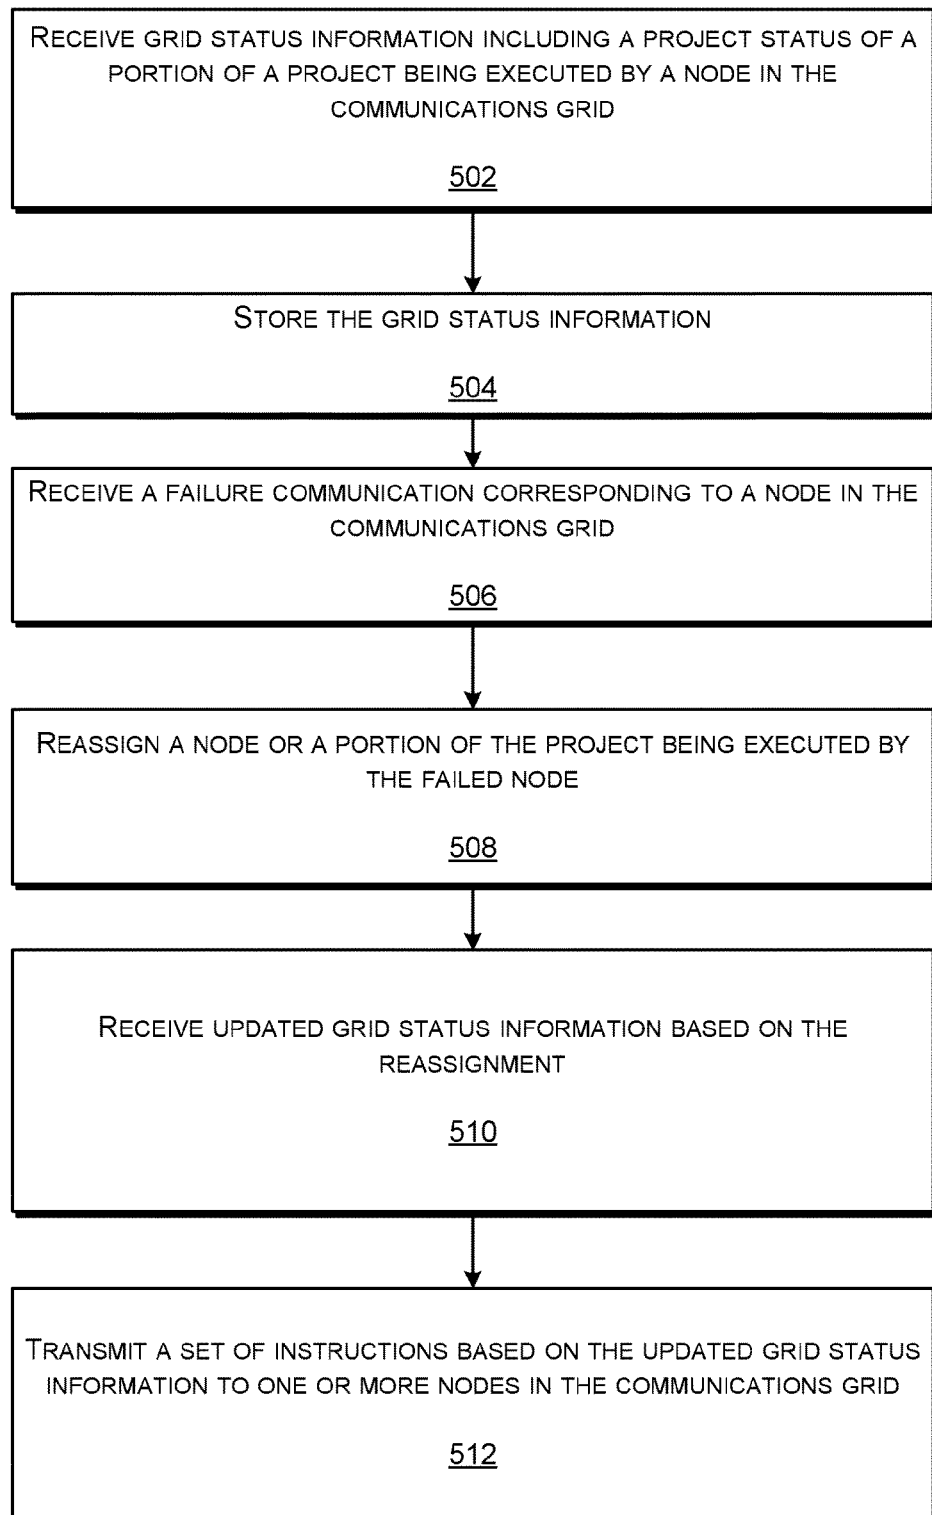 RECEIVE GRID STATUS INFORMATION INCLUDING A PROJECT STATUS OF A
PORTION OF A PROJECT BEING EXECUTED BY A NODE IN THE
COMMUNICATIONS GRID
502
STORE THE GRID STATUS INFORMATION
504
RECEIVE A FAILURE COMMUNICATION CORRESPONDING TO A NODE IN THE
COMMUNICATIONS GRID
506
REASSIGN A NODE OR A PORTION OF THE PROJECT BEING EXECUTED BY
THE FAILED NODE
508
RECEIVE UPDATED GRID STATUS INFORMATION BASED ON THE
REASSIGNMENT
510
TRANSMIT A SET OF INSTRUCTIONS BASED ON THE UPDATED GRID STATUS
INFORMATION TO ONE OR MORE NODES IN THE COMMUNICATIONS GRID
512